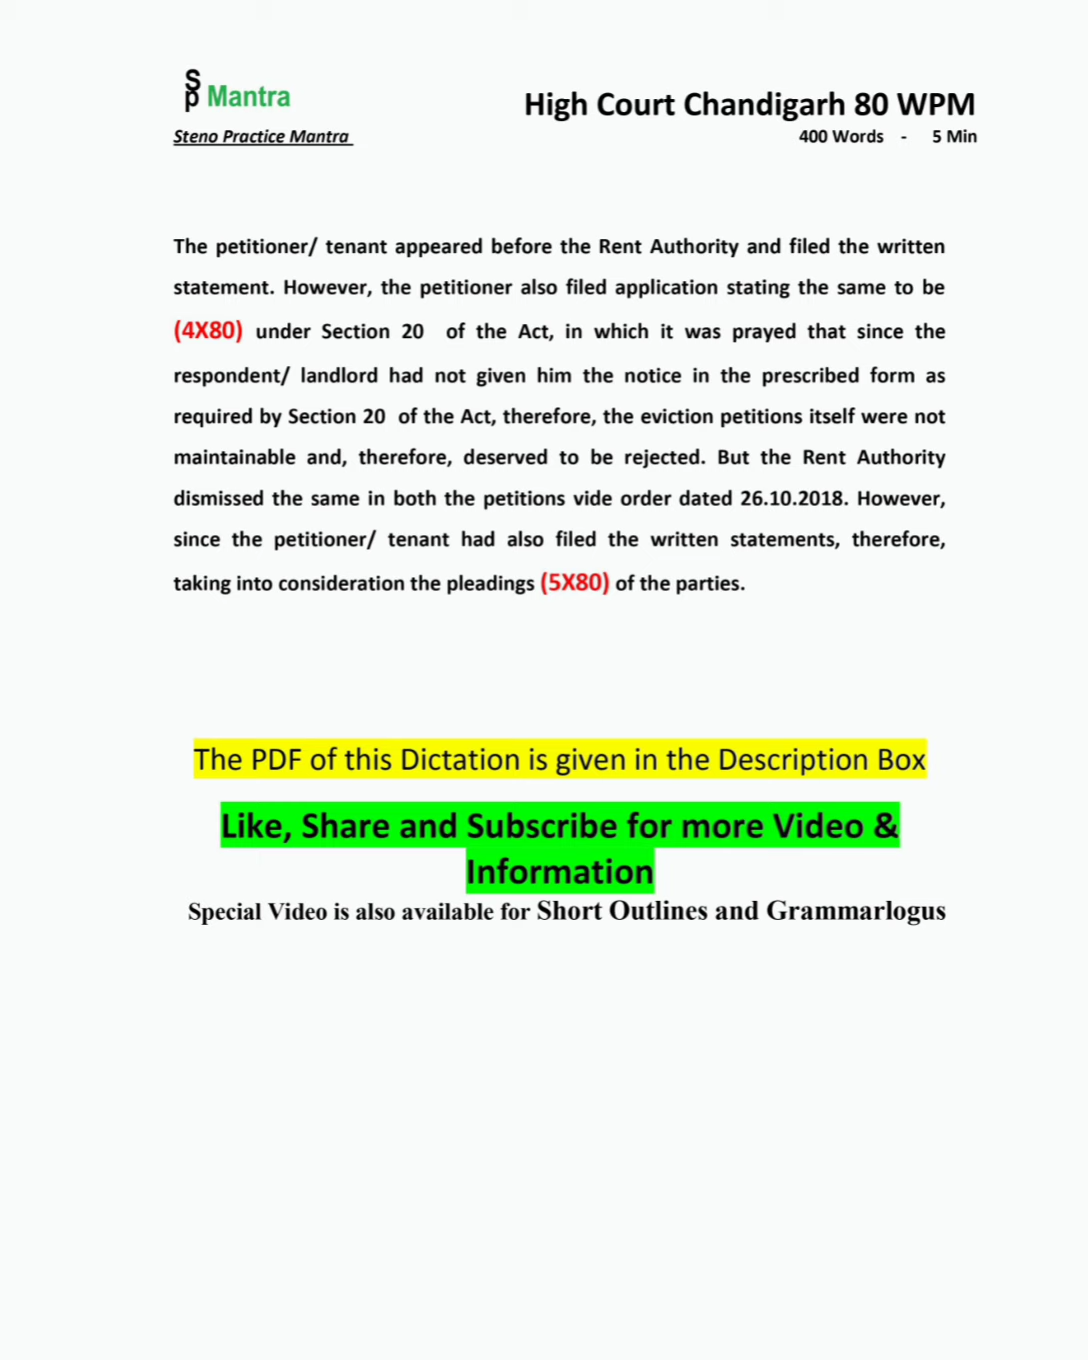 SP Mantra
Steno Practice Mantra
High Court Chandigarh 80 WPM
400 Words - 5 Min
The petitioner/ tenant appeared before the Rent Authority and filed the written
statement. However, the petitioner also filed application stating the same to be
(4X80) under Section 20 of the Act, in which it was prayed that since the
respondent/ landlord had not given him the notice in the prescribed form as
required by Section 20 of the Act, therefore, the eviction petitions itself were not
maintainable and, therefore, deserved to be rejected. But the Rent Authority
dismissed the same in both the petitions vide order dated 26.10.2018. However,
since the petitioner/ tenant had also filed the written statements, therefore,
taking into consideration the pleadings (5X80) of the parties.
The PDF of this Dictation is given in the Description Box
Like, Share and Subscribe for more Video &
Information
Special Video is also available for Short Outlines and Grammarlogus